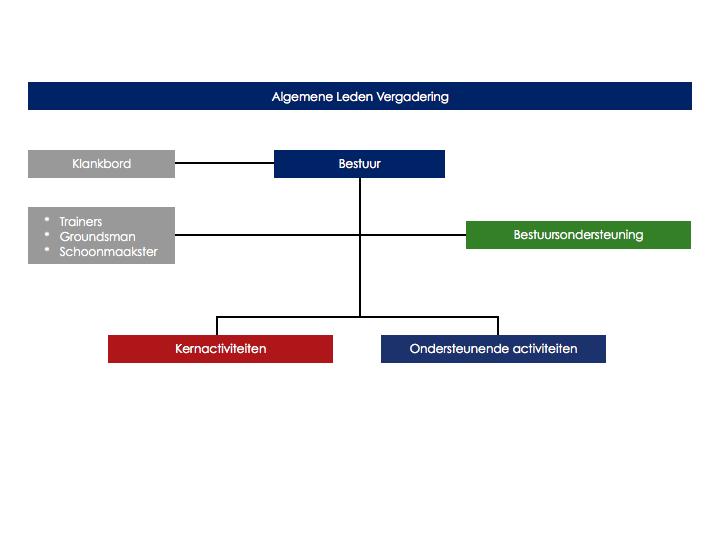 Algemene Leden Vergadering
Klankbord
Bestuur
* Trainers
* Groundsman
* Schoonmaakster
Bestuursondersteuning
Kernactiviteiten
Ondersteunende activiteiten